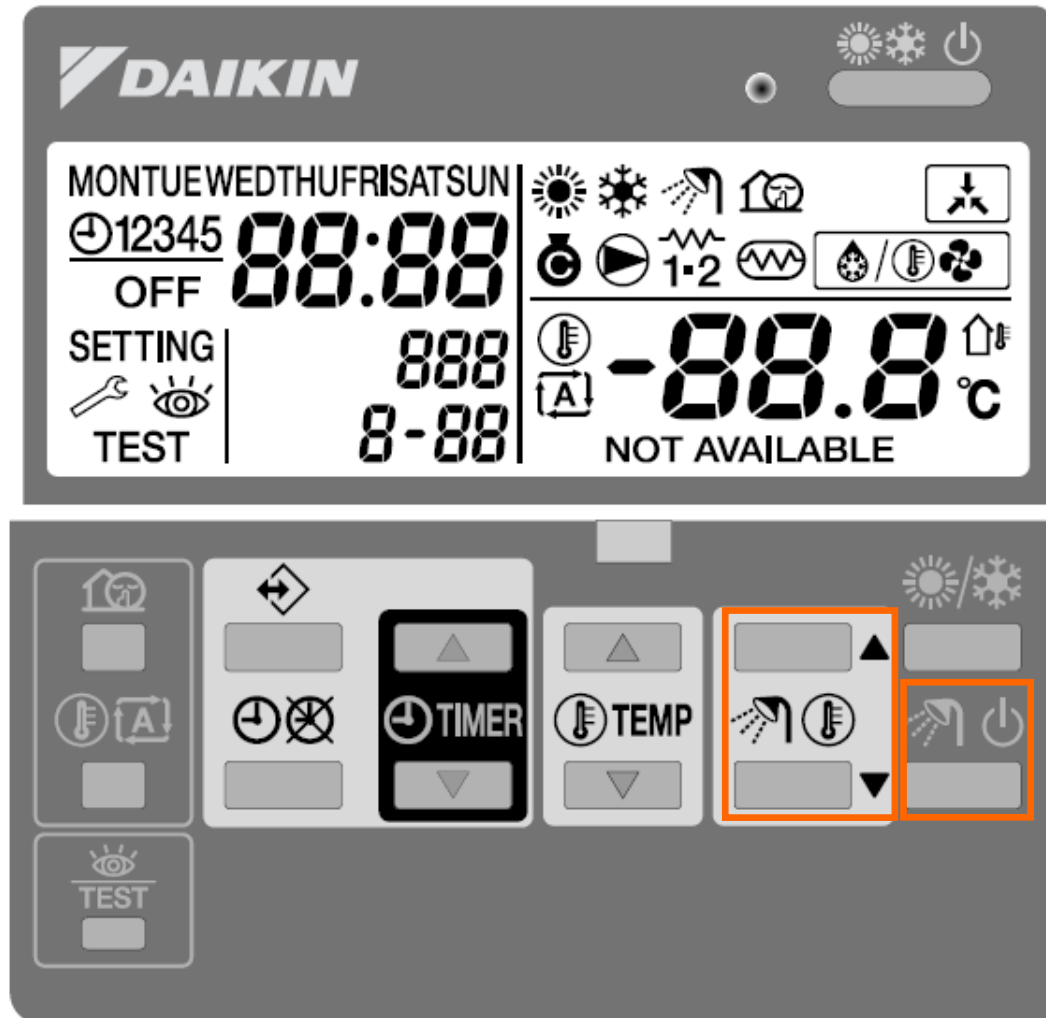 DAIKIN
MONTUEWEDTHUFRISATSUN
12345 88:88
OFF
SETTING 888
TEST 8-88
C 1·2
A -88.8 °C
NOT AVAILABLE
A
TIMER
TEMP
TEST